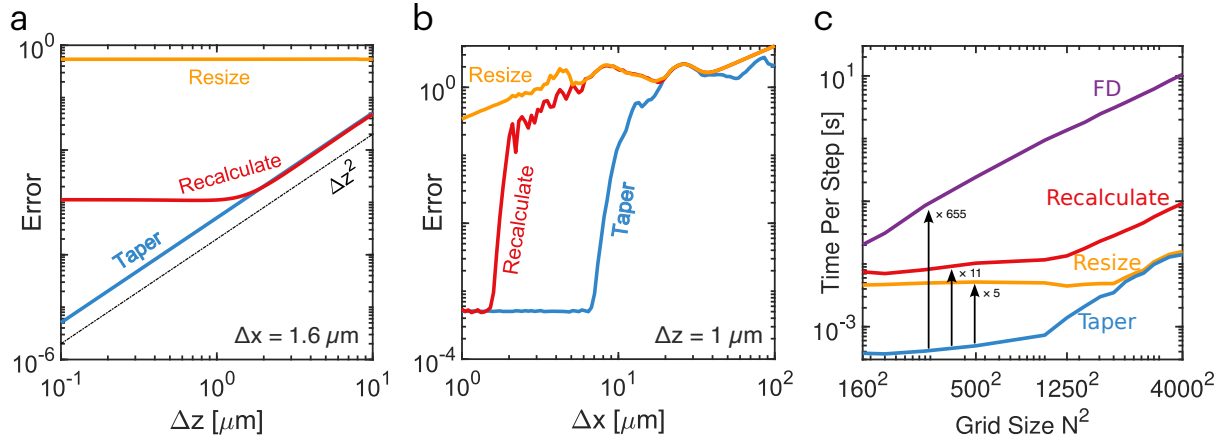 a
10^0
10^-6
Error
Resize
Recalculate
Taper
Δz^2
Δx = 1.6 μm
10^-1
10^0
10^1
Δz [μm]
b
10^0
10^-4
Error
Resize
Recalculate
Taper
Δz = 1 μm
10^0
10^1
10^2
Δx [μm]
c
10^1
10^-3
Time Per Step [s]
FD
Recalculate
Resize
Taper
× 655
× 11
× 5
160^2
500^2
1250^2
4000^2
Grid Size N^2